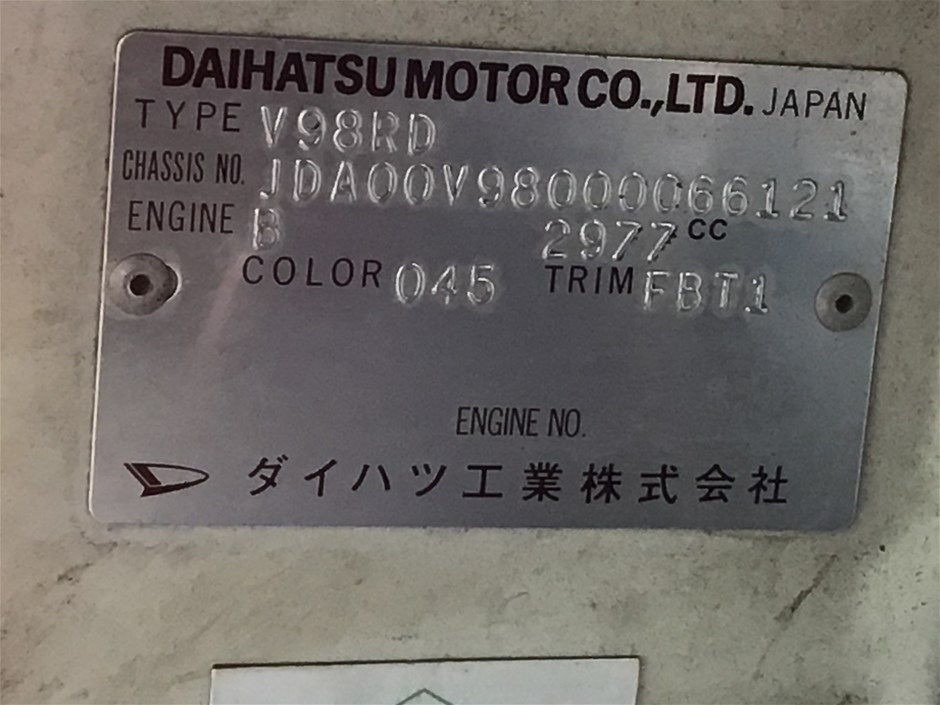 DAIHATSU MOTOR CO.,LTD. JAPAN
TYPE V98RD
CHASSIS NO. JDA00V98000066121
ENGINE B 2977 CC
COLOR 045 TRIM FBT1
ENGINE NO.
ダイハツ工業株式会社